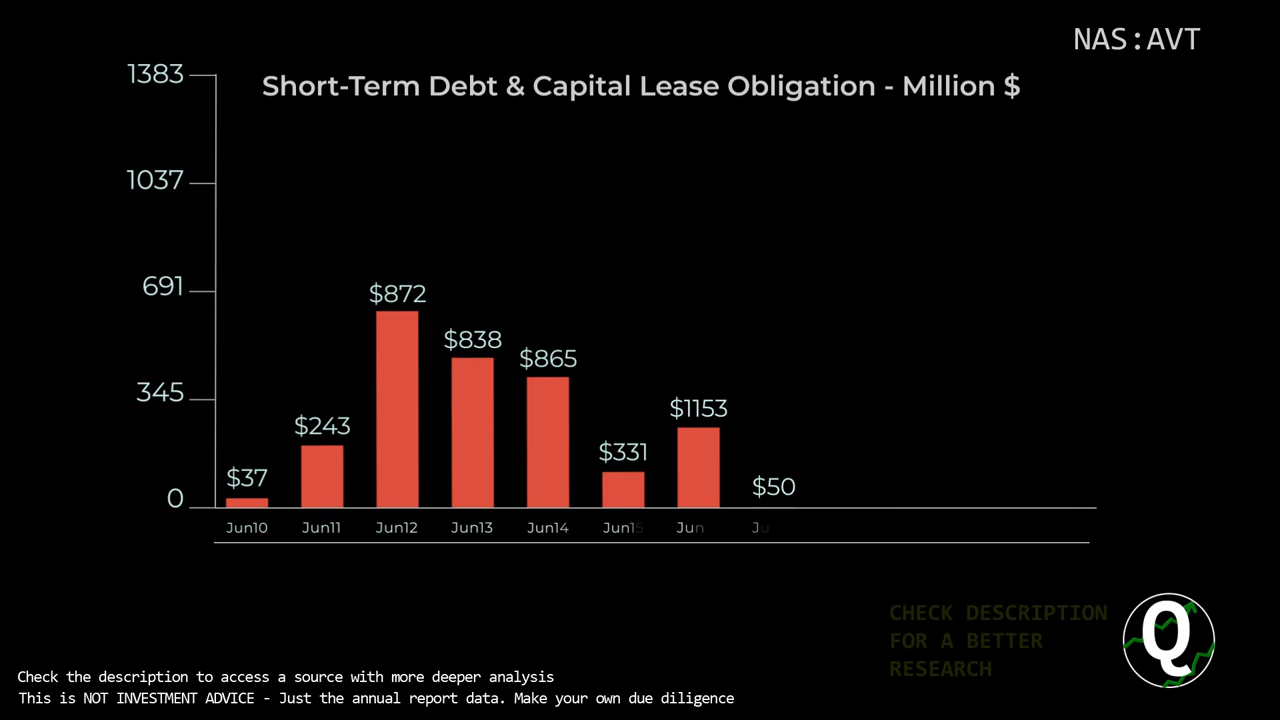 NAS:AVT
Short-Term Debt & Capital Lease Obligation - Million $
1383
1037
691
345
0
$37
$243
$872
$838
$865
$331
$1153
$50
Jun10
Jun11
Jun12
Jun13
Jun14
Jun15
Jun
Ju
CHECK DESCRIPTION
FOR A BETTER
RESEARCH
Q
Check the description to access a source with more deeper analysis
This is NOT INVESTMENT ADVICE - Just the annual report data. Make your own due diligence